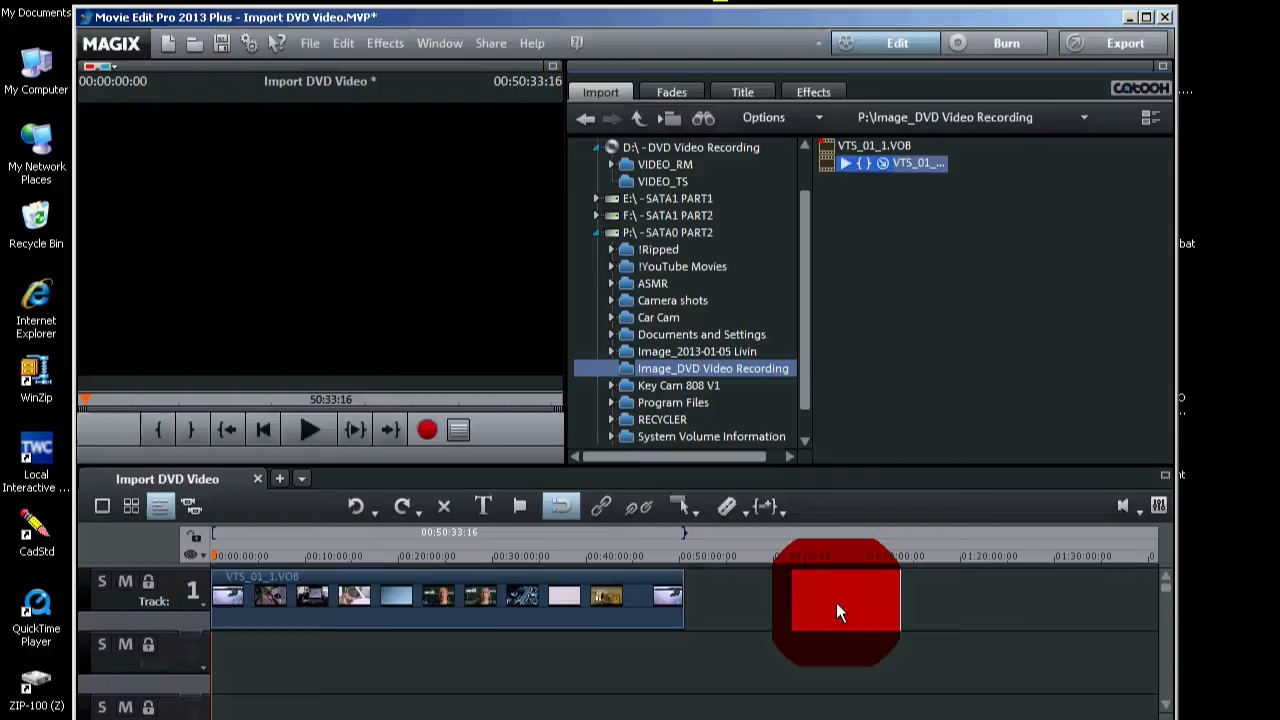 My Documents
My Computer
My Network
Places
Recycle Bin
Internet
Explorer
WinZip
TWC
Local
Interactive ...
CadStd
QuickTime
Player
ZIP-100 (Z)
Movie Edit Pro 2013 Plus - Import DVD Video.MVP*
MAGIX
File Edit Effects Window Share Help
Edit Burn Export
00:00:00:00 Import DVD Video * 00:50:33:16
Import Fades Title Effects
catooh
Options P:\Image_DVD Video Recording
D:\ - DVD Video Recording
VIDEO_RM
VIDEO_TS
E:\ - SATA1 PART1
F:\ - SATA1 PART2
P:\ - SATA0 PART2
!Ripped
!YouTube Movies
ASMR
Camera shots
Car Cam
Documents and Settings
Image_2013-01-05 Livin
Image_DVD Video Recording
Key Cam 808 V1
Program Files
RECYCLER
System Volume Information
VTS_01_1.VOB
VTS_01_...
50:33:16
Import DVD Video
00:50:33:16
00:00:00:00 00:10:00:00 00:20:00:00 00:30:00:00 00:40:00:00 00:50:00:00 01:20:00:00 01:30:00:00
S M 1
Track:
VTS_01_1.VOB
S M
S M